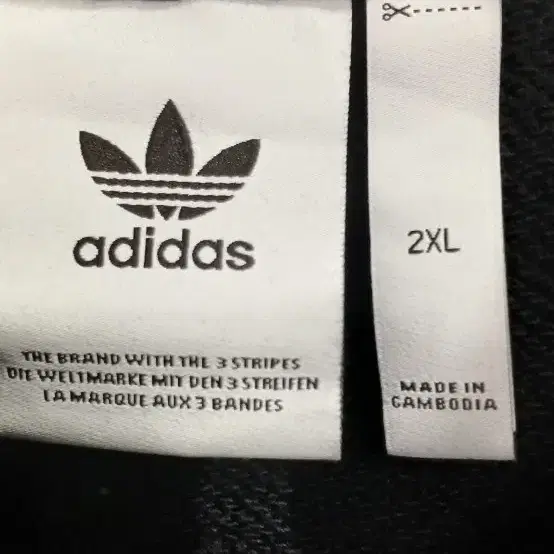 adidas
THE BRAND WITH THE 3 STRIPES
DIE WELTMARKE MIT DEN 3 STREIFEN
LA MARQUE AUX 3 BANDES
2XL
MADE IN
CAMBODIA